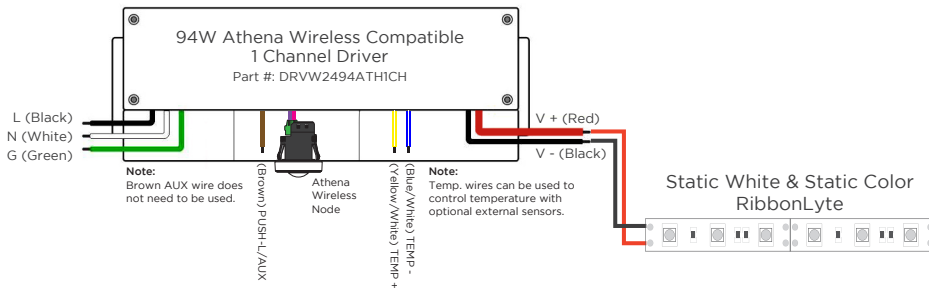 94W Athena Wireless Compatible
1 Channel Driver
Part #: DRVW2494ATH1CH
L (Black)
N (White)
G (Green)
V + (Red)
V - (Black)
Note:
Brown AUX wire does
not need to be used.
(Brown) PUSH-L/AUX
Athena
Wireless
Node
(Yellow/White) TEMP +
(Blue/White) TEMP -
Note:
Temp. wires can be used to
control temperature with
optional external sensors.
Static White & Static Color
RibbonLyte